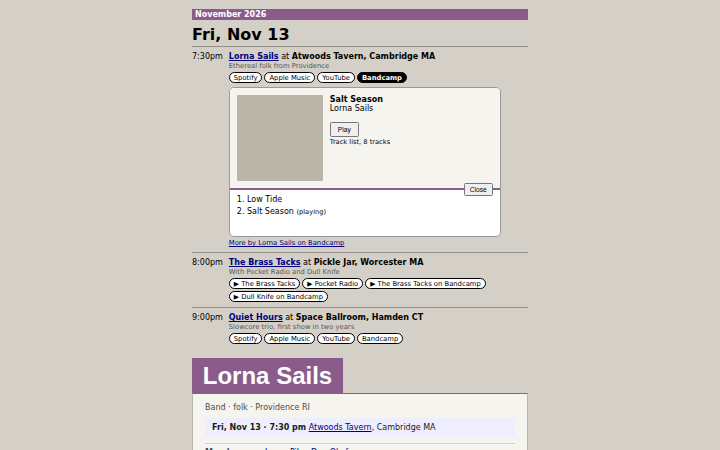 November 2026
Fri, Nov 13
7:30pm Lorna Sails at Atwoods Tavern, Cambridge MA
Ethereal folk from Providence
Spotify Apple Music YouTube Bandcamp
Salt Season
Lorna Sails
Play
Track list, 8 tracks
Close
1. Low Tide
2. Salt Season (playing)
More by Lorna Sails on Bandcamp
8:00pm The Brass Tacks at Pickle Jar, Worcester MA
With Pocket Radio and Dull Knife
▶ The Brass Tacks ▶ Pocket Radio ▶ The Brass Tacks on Bandcamp
▶ Dull Knife on Bandcamp
9:00pm Quiet Hours at Space Ballroom, Hamden CT
Slowcore trio, first show in two years
Spotify Apple Music YouTube Bandcamp
Lorna Sails
Band · folk · Providence RI
Fri, Nov 13 · 7:30 pm Atwoods Tavern, Cambridge MA